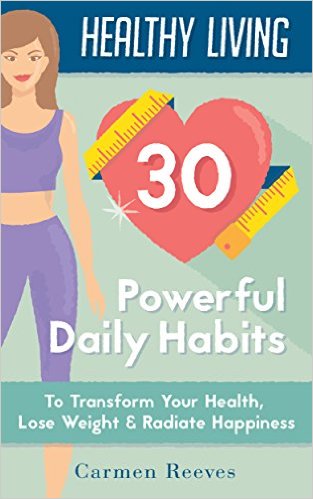 HEALTHY LIVING
30
Powerful
Daily Habits
To Transform Your Health,
Lose Weight & Radiate Happiness
Carmen Reeves